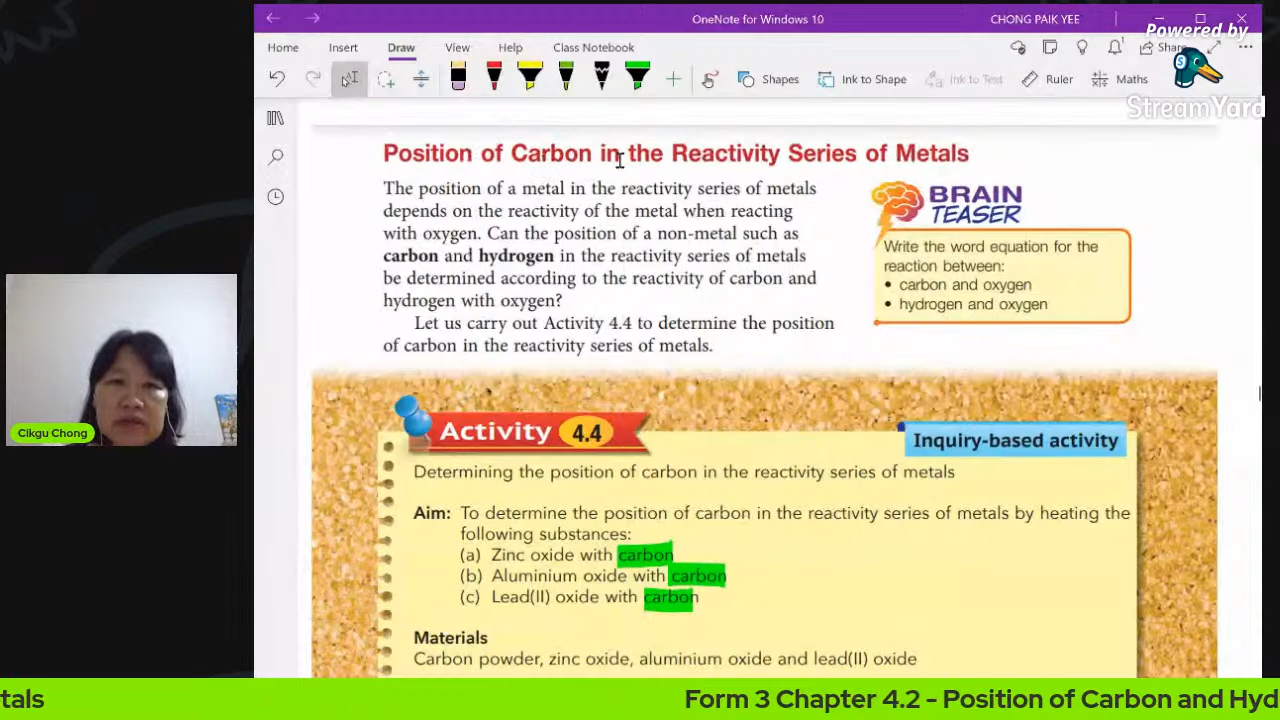 OneNote for Windows 10
CHONG PAIK YEE
Powered by
StreamYard
Home Insert Draw View Help Class Notebook
Share
Shapes Ink to Shape Ink to Text Ruler Maths
Position of Carbon in the Reactivity Series of Metals
The position of a metal in the reactivity series of metals
depends on the reactivity of the metal when reacting
with oxygen. Can the position of a non-metal such as
carbon and hydrogen in the reactivity series of metals
be determined according to the reactivity of carbon and
hydrogen with oxygen?
Let us carry out Activity 4.4 to determine the position
of carbon in the reactivity series of metals.
BRAIN
TEASER
Write the word equation for the
reaction between:
• carbon and oxygen
• hydrogen and oxygen
Activity 4.4
Inquiry-based activity
Determining the position of carbon in the reactivity series of metals
Aim: To determine the position of carbon in the reactivity series of metals by heating the
following substances:
(a) Zinc oxide with carbon
(b) Aluminium oxide with carbon
(c) Lead(II) oxide with carbon
Materials
Carbon powder, zinc oxide, aluminium oxide and lead(II) oxide
Cikgu Chong
tals
Form 3 Chapter 4.2 - Position of Carbon and Hyd